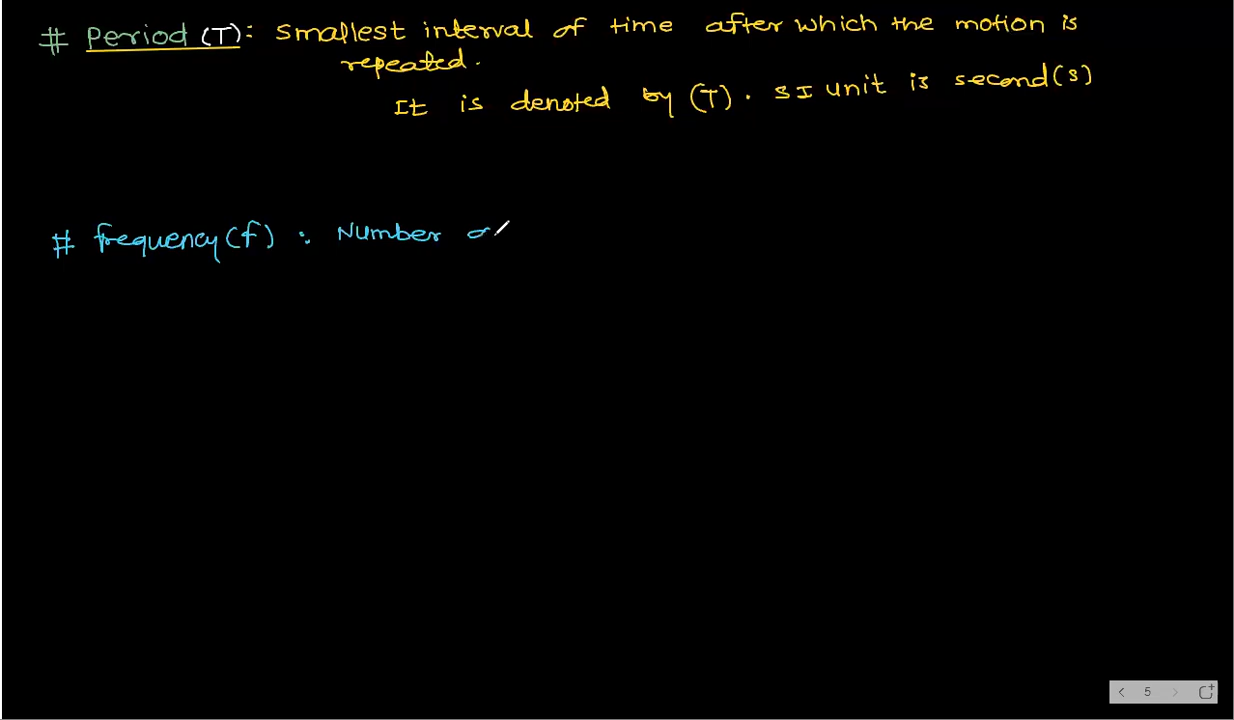 # Period (T): Smallest interval of time after which the motion is
repeated.
It is denoted by (T). SI unit is second(s)
# frequency(f) : Number o
5